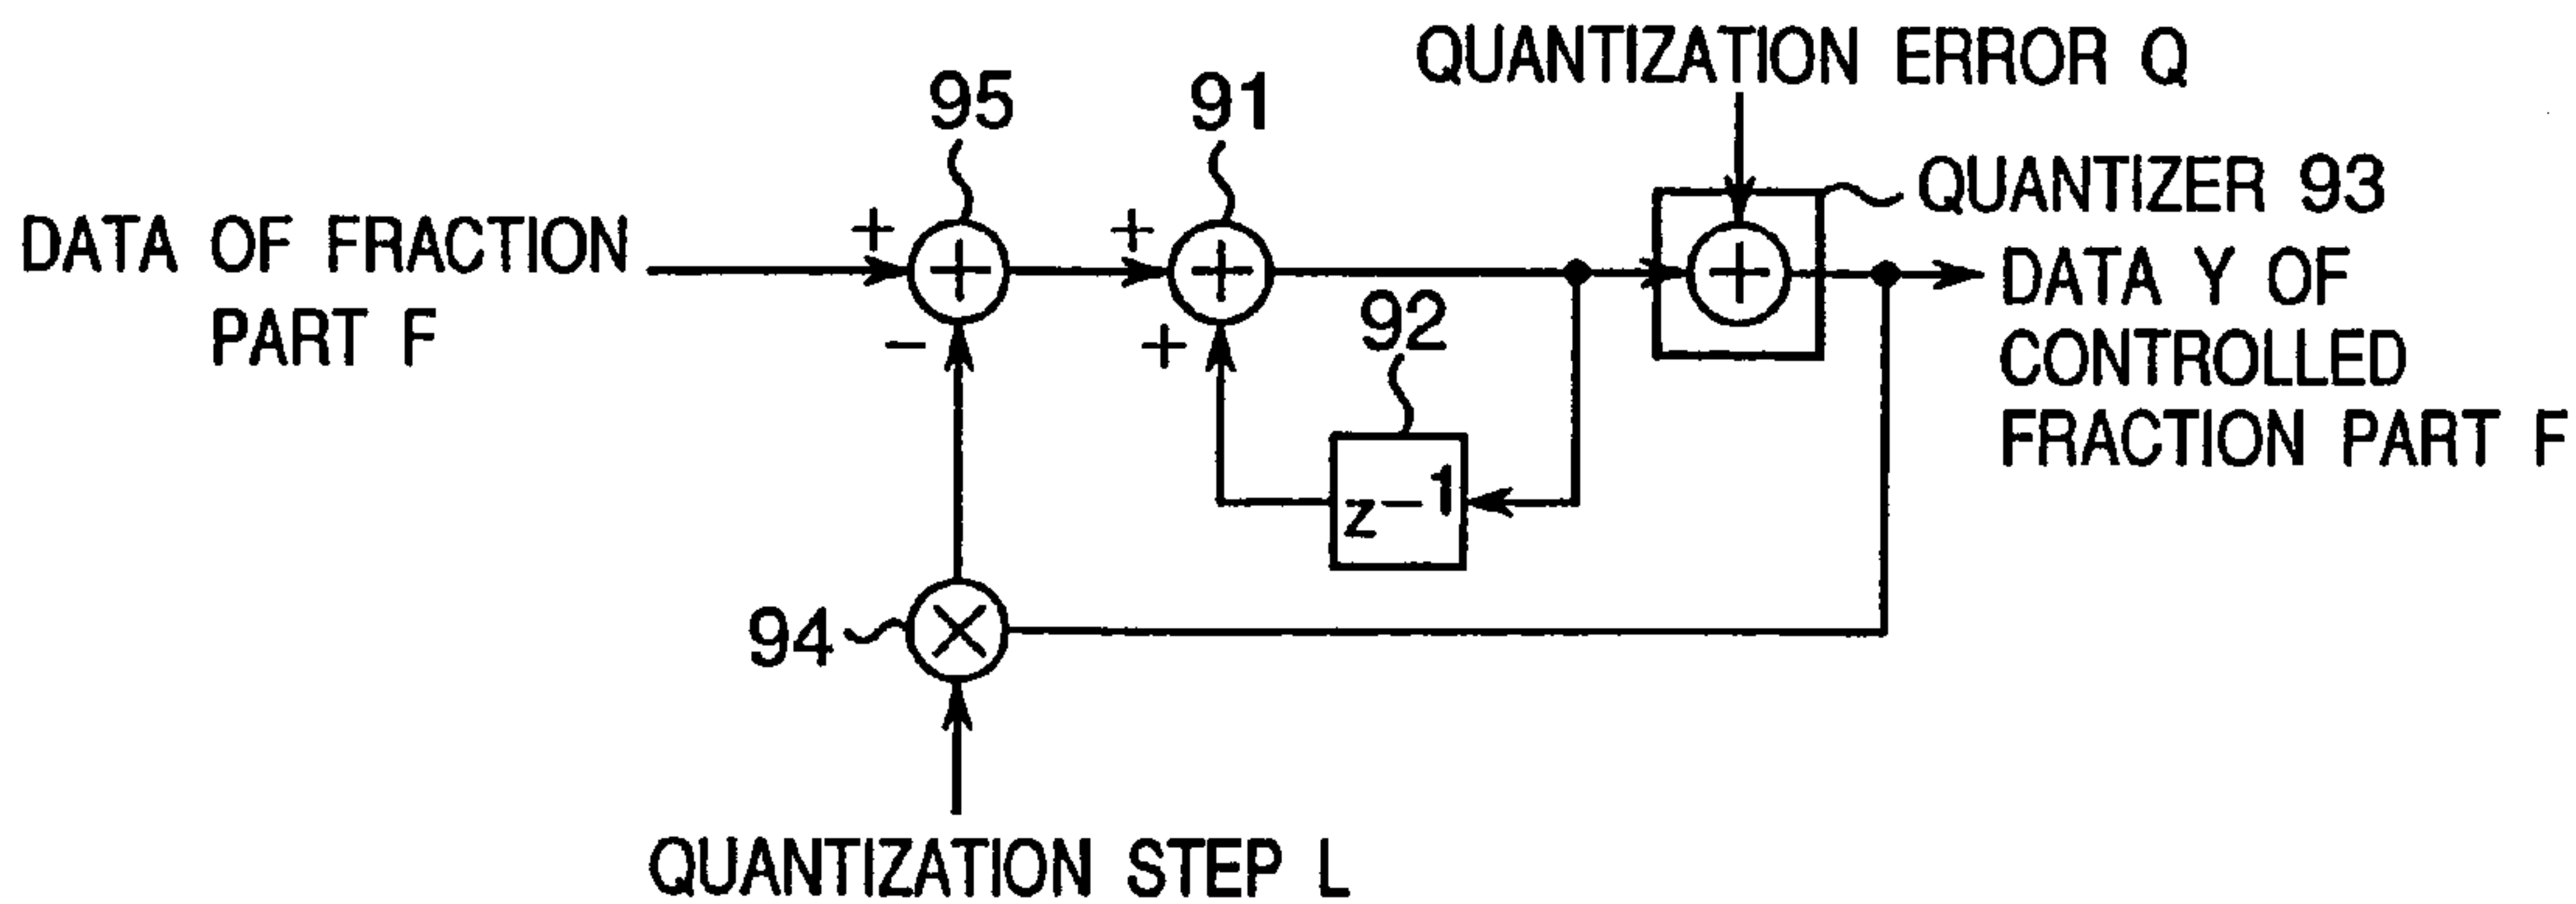 QUANTIZATION ERROR Q
95
91
QUANTIZER 93
DATA OF FRACTION
PART F
+
+
+
+
+
−
+
92
z−1
DATA Y OF
CONTROLLED
FRACTION PART F
94
×
QUANTIZATION STEP L